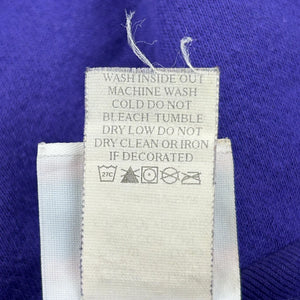 WASH INSIDE OUT
MACHINE WASH
COLD DO NOT
BLEACH TUMBLE
DRY LOW DO NOT
DRY CLEAN OR IRON
IF DECORATED
27C